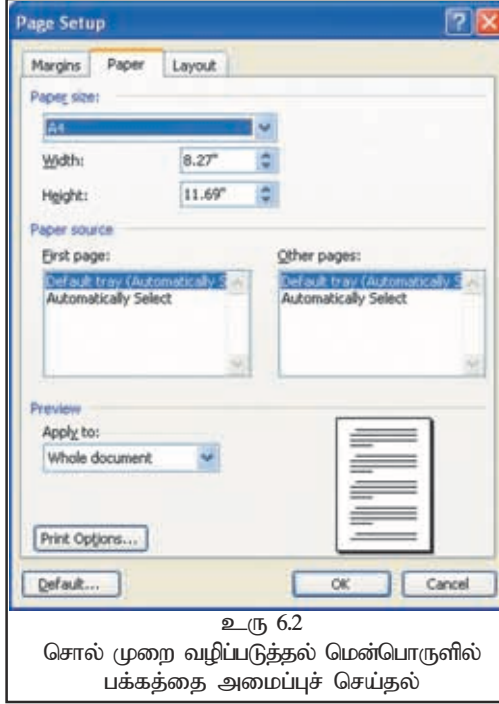 Page Setup
Margins Paper Layout
Paper size:
A4
Width: 8.27"
Height: 11.69"
Paper source
First page: Other pages:
Default tray (Automatically S Default tray (Automatically S
Automatically Select Automatically Select
Preview
Apply to:
Whole document
Print Options...
Default... OK Cancel
உரு 6.2
சொல் முறை வழிப்படுத்தல் மென்பொருளில்
பக்கத்தை அமைப்புச் செய்தல்